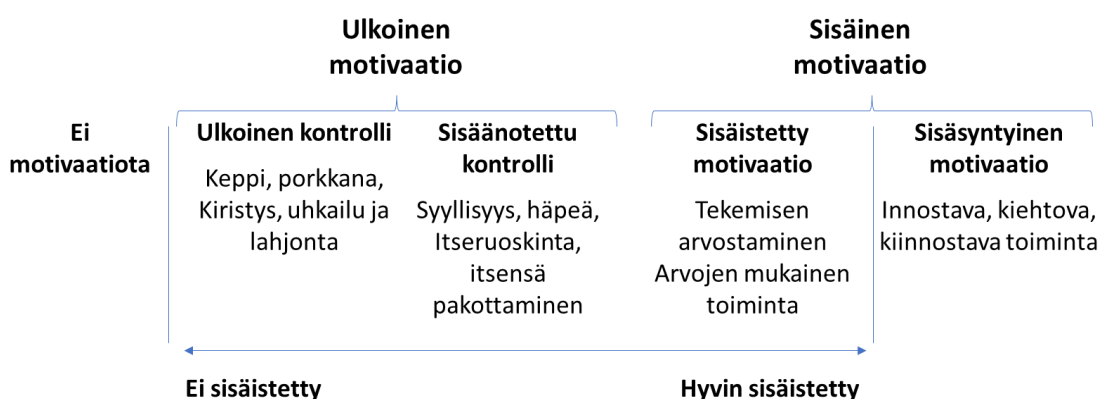 Ulkoinen
motivaatio
Sisäinen
motivaatio
Ei
motivaatiota
Ulkoinen kontrolli
Keppi, porkkana,
Kiristys, uhkailu ja
lahjonta
Sisäänotettu
kontrolli
Syyllisyys, häpeä,
Itseruoskinta,
itsensä
pakottaminen
Sisäistetty
motivaatio
Tekemisen
arvostaminen
Arvojen mukainen
toiminta
Sisäsyntyinen
motivaatio
Innostava, kiehtova,
kiinnostava toiminta
Ei sisäistetty
Hyvin sisäistetty